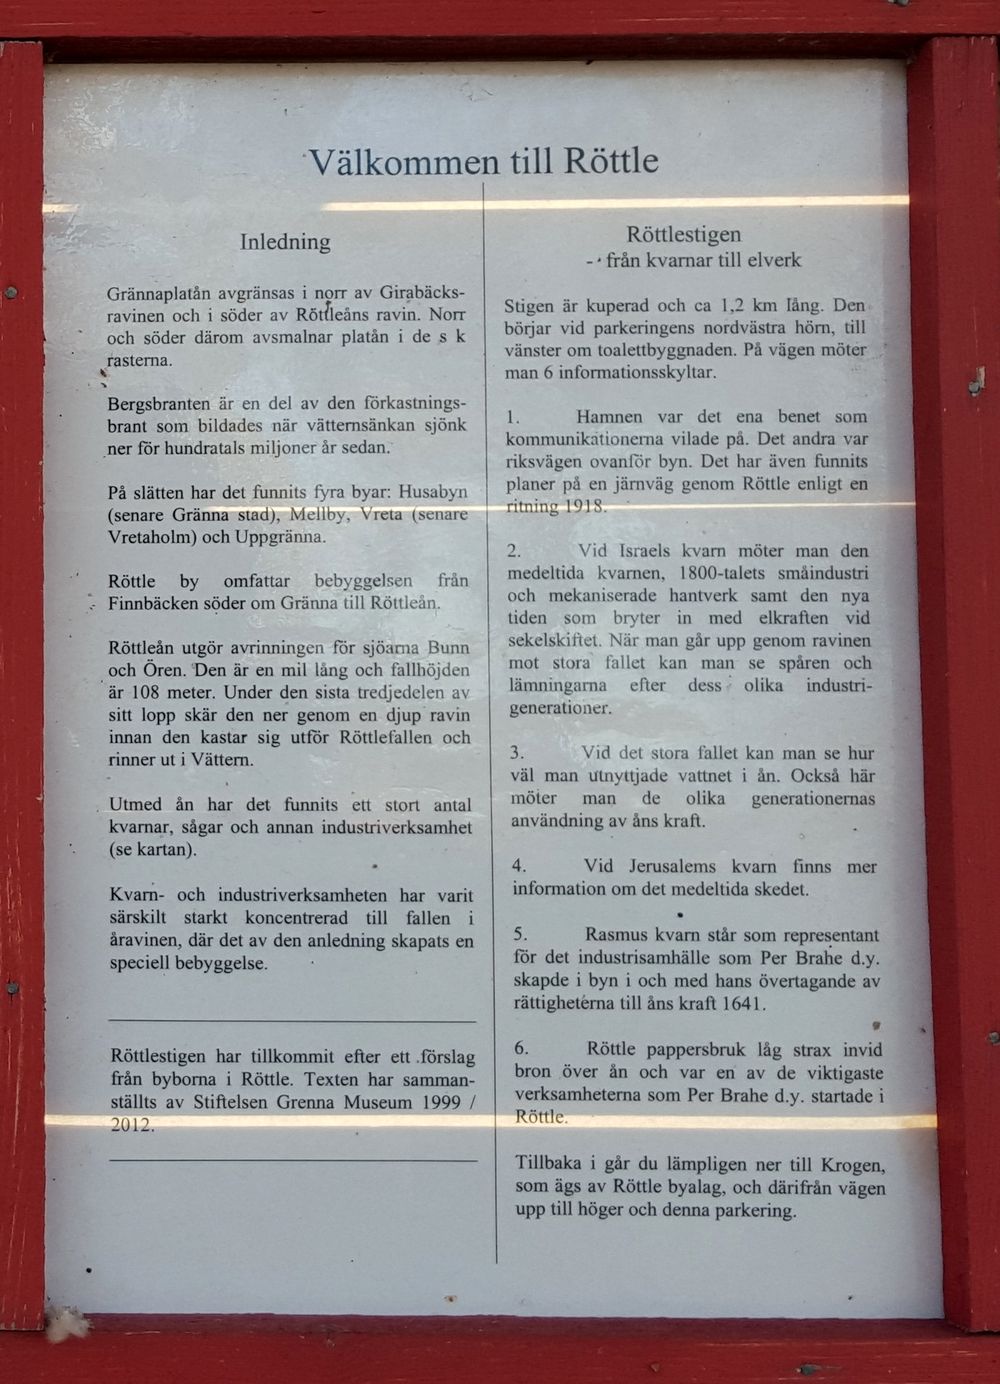 Välkommen till Röttle
Inledning
Grännaplatån avgränsas i norr av Girabäcks-
ravinen och i söder av Röttleåns ravin. Norr
och söder därom avsmalnar platån i de s k
rasterna.
Bergsbranten är en del av den förkastnings-
brant som bildades när vätternsänkan sjönk
ner för hundratals miljoner år sedan.
På slätten har det funnits fyra byar: Husabyn
(senare Gränna stad), Mellby, Vreta (senare
Vretaholm) och Uppgränna.
Röttle by omfattar bebyggelsen från
Finnbäcken söder om Gränna till Röttleån.
Röttleån utgör avrinningen för sjöarna Bunn
och Ören. Den är en mil lång och fallhöjden
är 108 meter. Under den sista tredjedelen av
sitt lopp skär den ner genom en djup ravin
innan den kastar sig utför Röttlefallen och
rinner ut i Vättern.
Utmed ån har det funnits ett stort antal
kvarnar, sågar och annan industriverksamhet
(se kartan).
Kvarn- och industriverksamheten har varit
särskilt starkt koncentrerad till fallen i
åravinen, där det av den anledning skapats en
speciell bebyggelse.
Röttlestigen har tillkommit efter ett förslag
från byborna i Röttle. Texten har samman-
ställts av Stiftelsen Grenna Museum 1999 /
2012.
Röttlestigen
- från kvarnar till elverk
Stigen är kuperad och ca 1,2 km lång. Den
börjar vid parkeringens nordvästra hörn, till
vänster om toalettbyggnaden. På vägen möter
man 6 informationsskyltar.
1. Hamnen var det ena benet som
kommunikationerna vilade på. Det andra var
riksvägen ovanför byn. Det har även funnits
planer på en järnväg genom Röttle enligt en
ritning 1918.
2. Vid Israels kvarn möter man den
medeltida kvarnen, 1800-talets småindustri
och mekaniserade hantverk samt den nya
tiden som bryter in med elkraften vid
sekelskiftet. När man går upp genom ravinen
mot stora fallet kan man se spåren och
lämningarna efter dess olika industri-
generationer.
3. Vid det stora fallet kan man se hur
väl man utnyttjade vattnet i ån. Också här
möter man de olika generationernas
användning av åns kraft.
4. Vid Jerusalems kvarn finns mer
information om det medeltida skedet.
5. Rasmus kvarn står som representant
för det industrisamhälle som Per Brahe d.y.
skapde i byn i och med hans övertagande av
rättigheterna till åns kraft 1641.
6. Röttle pappersbruk låg strax invid
bron över ån och var en av de viktigaste
verksamheterna som Per Brahe d.y. startade i
Röttle.
Tillbaka i går du lämpligen ner till Krogen,
som ägs av Röttle byalag, och därifrån vägen
upp till höger och denna parkering.